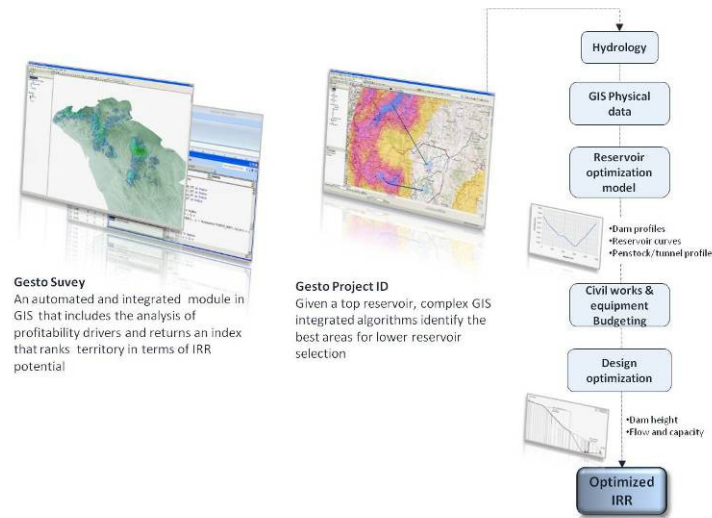 Gesto Suvey
An automated and integrated module in
GIS that includes the analysis of
profitability drivers and returns an index
that ranks territory in terms of IRR
potential
Gesto Project ID
Given a top reservoir, complex GIS
integrated algorithms identify the
best areas for lower reservoir
selection
Hydrology
GIS Physical
data
Reservoir
optimization
model
•Dam profiles
•Reservoir curves
•Penstock/tunnel profile
Civil works &
equipment
Budgeting
Design
optimization
•Dam height
•Flow and capacity
Optimized
IRR